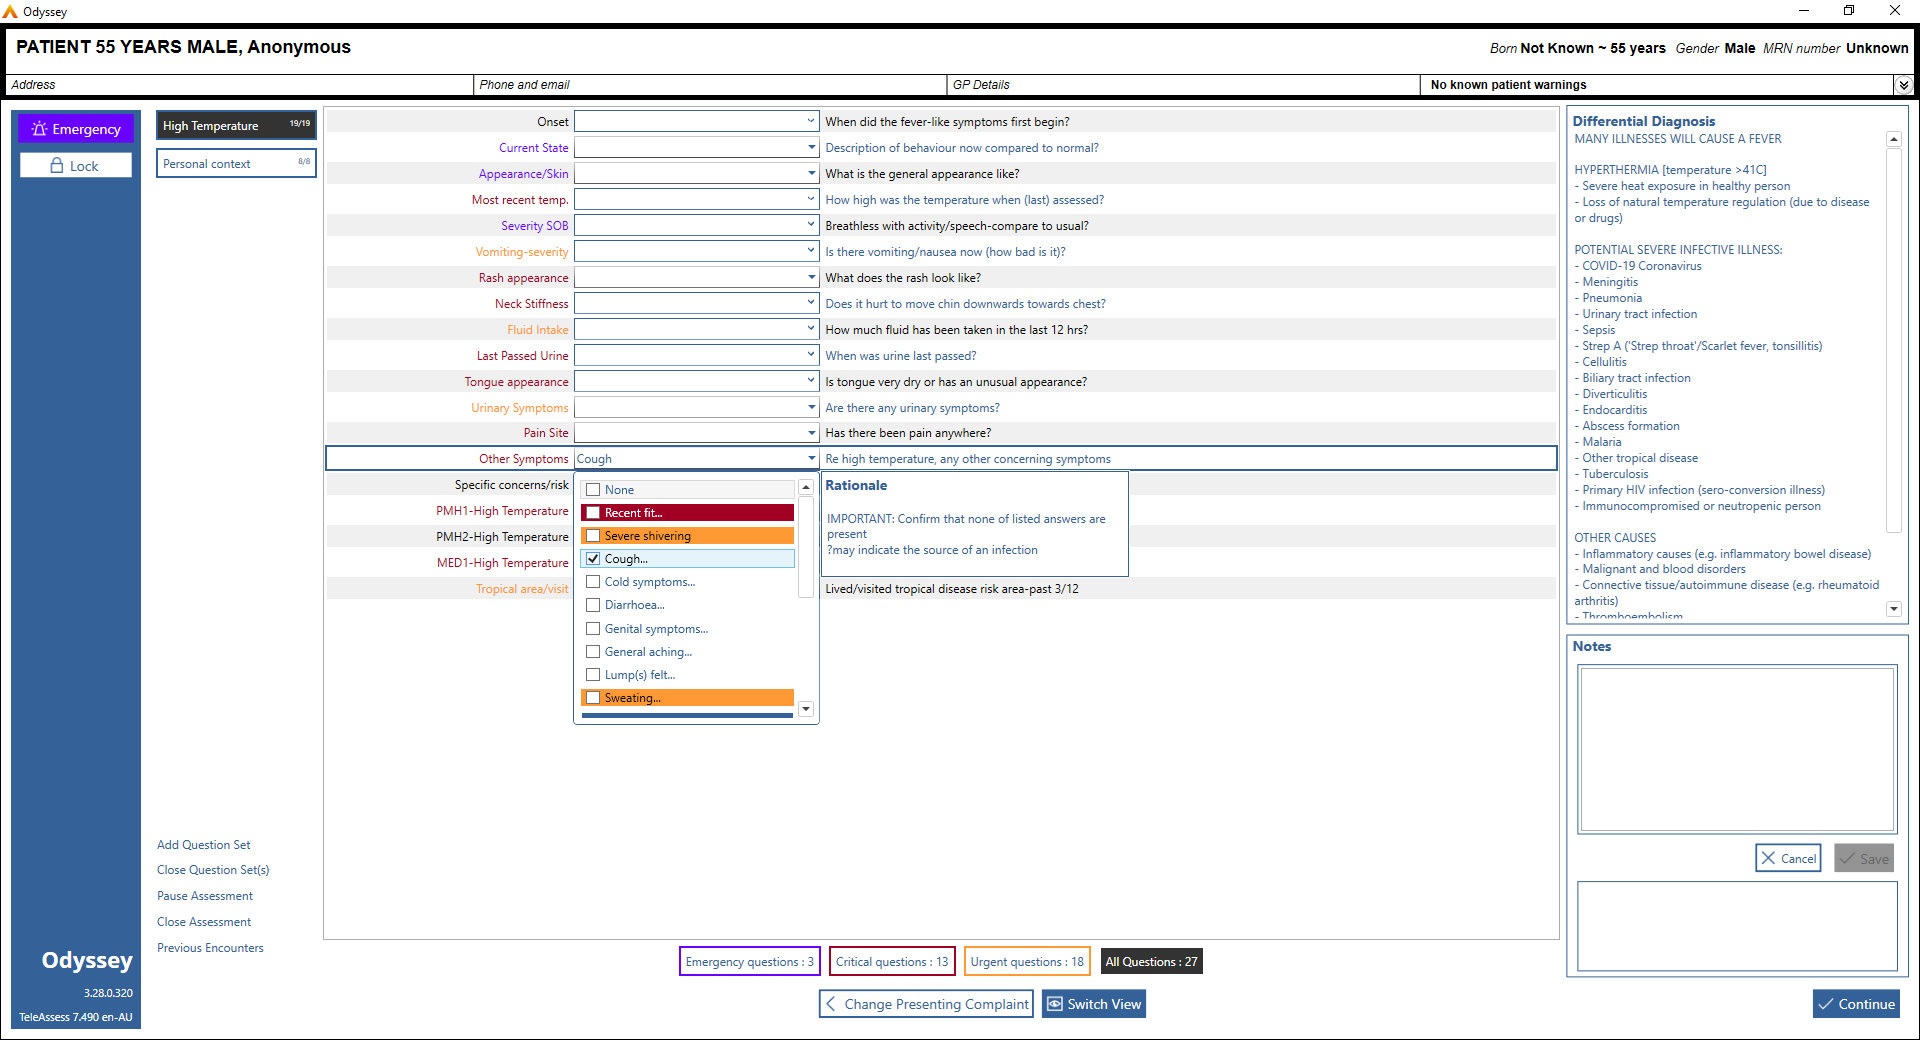 Odyssey
PATIENT 55 YEARS MALE, Anonymous
Born Not Known ~ 55 years Gender Male MRN number Unknown
Address
Phone and email
GP Details
No known patient warnings
Emergency
Lock
High Temperature 19/19
Personal context 8/8
Onset When did the fever-like symptoms first begin?
Current State Description of behaviour now compared to normal?
Appearance/Skin What is the general appearance like?
Most recent temp. How high was the temperature when (last) assessed?
Severity SOB Breathless with activity/speech-compare to usual?
Vomiting-severity Is there vomiting/nausea now (how bad is it)?
Rash appearance What does the rash look like?
Neck Stiffness Does it hurt to move chin downwards towards chest?
Fluid Intake How much fluid has been taken in the last 12 hrs?
Last Passed Urine When was urine last passed?
Tongue appearance Is tongue very dry or has an unusual appearance?
Urinary Symptoms Are there any urinary symptoms?
Pain Site Has there been pain anywhere?
Other Symptoms Cough Re high temperature, any other concerning symptoms
Specific concerns/risk
PMH1-High Temperature
PMH2-High Temperature
MED1-High Temperature
Tropical area/visit Lived/visited tropical disease risk area-past 3/12
None
Recent fit...
Severe shivering
Cough...
Cold symptoms...
Diarrhoea...
Genital symptoms...
General aching...
Lump(s) felt...
Sweating...
Rationale
IMPORTANT: Confirm that none of listed answers are
present
?may indicate the source of an infection
Differential Diagnosis
MANY ILLNESSES WILL CAUSE A FEVER
HYPERTHERMIA [temperature >41C]
- Severe heat exposure in healthy person
- Loss of natural temperature regulation (due to disease
or drugs)
POTENTIAL SEVERE INFECTIVE ILLNESS:
- COVID-19 Coronavirus
- Meningitis
- Pneumonia
- Urinary tract infection
- Sepsis
- Strep A ('Strep throat'/Scarlet fever, tonsillitis)
- Cellulitis
- Biliary tract infection
- Diverticulitis
- Endocarditis
- Abscess formation
- Malaria
- Other tropical disease
- Tuberculosis
- Primary HIV infection (sero-conversion illness)
- Immunocompromised or neutropenic person
OTHER CAUSES
- Inflammatory causes (e.g. inflammatory bowel disease)
- Malignant and blood disorders
- Connective tissue/autoimmune disease (e.g. rheumatoid
arthritis)
- Thromboembolism
Notes
Cancel
Save
Add Question Set
Close Question Set(s)
Pause Assessment
Close Assessment
Previous Encounters
Odyssey
3.28.0.320
TeleAssess 7.490 en-AU
Emergency questions : 3
Critical questions : 13
Urgent questions : 18
All Questions : 27
Change Presenting Complaint
Switch View
Continue